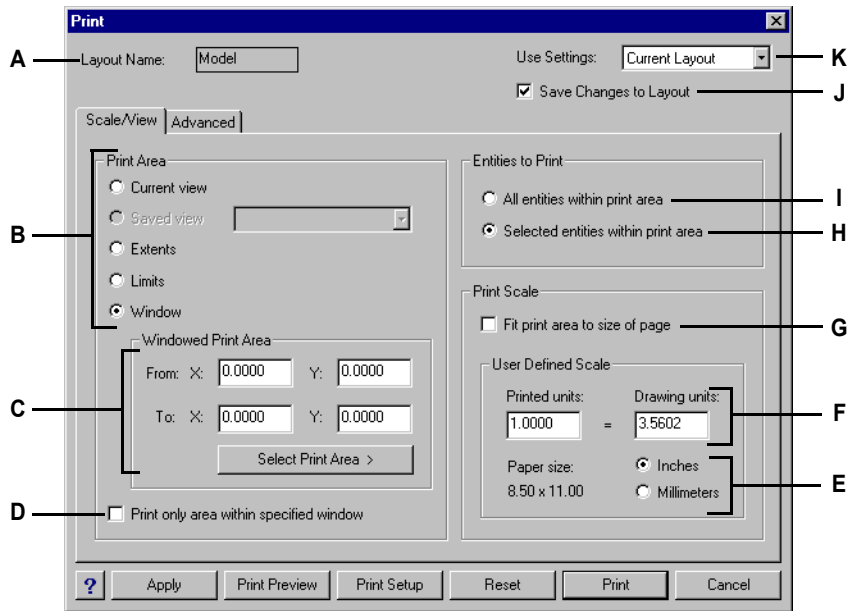 Print
A Layout Name: Model Use Settings: Current Layout K
Save Changes to Layout J
Scale/View Advanced
Print Area Entities to Print
Current view All entities within print area I
B Saved view Selected entities within print area H
Extents
Limits Print Scale
Window Fit print area to size of page G
Windowed Print Area User Defined Scale
C From: X: 0.0000 Y: 0.0000 Printed units: Drawing units: F
To: X: 0.0000 Y: 0.0000 1.0000 = 3.5602
Select Print Area > Paper size: Inches E
8.50 x 11.00 Millimeters
D Print only area within specified window
? Apply Print Preview Print Setup Reset Print Cancel